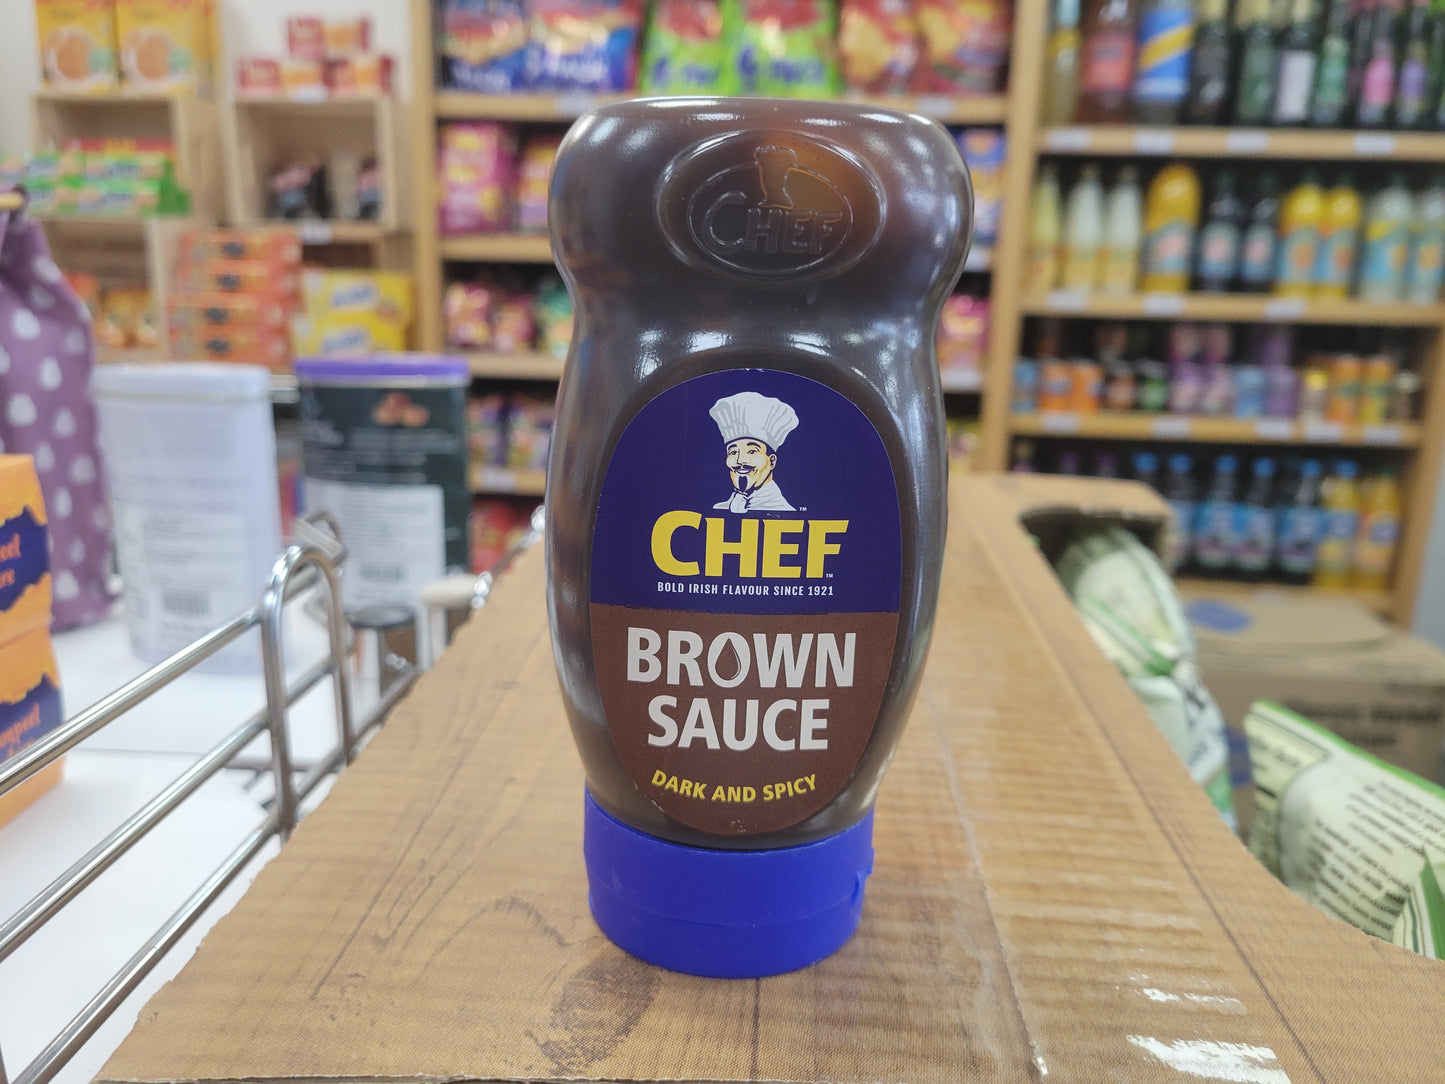 CHEF
CHEF
BOLD IRISH FLAVOUR SINCE 1921
BROWN
SAUCE
DARK AND SPICY